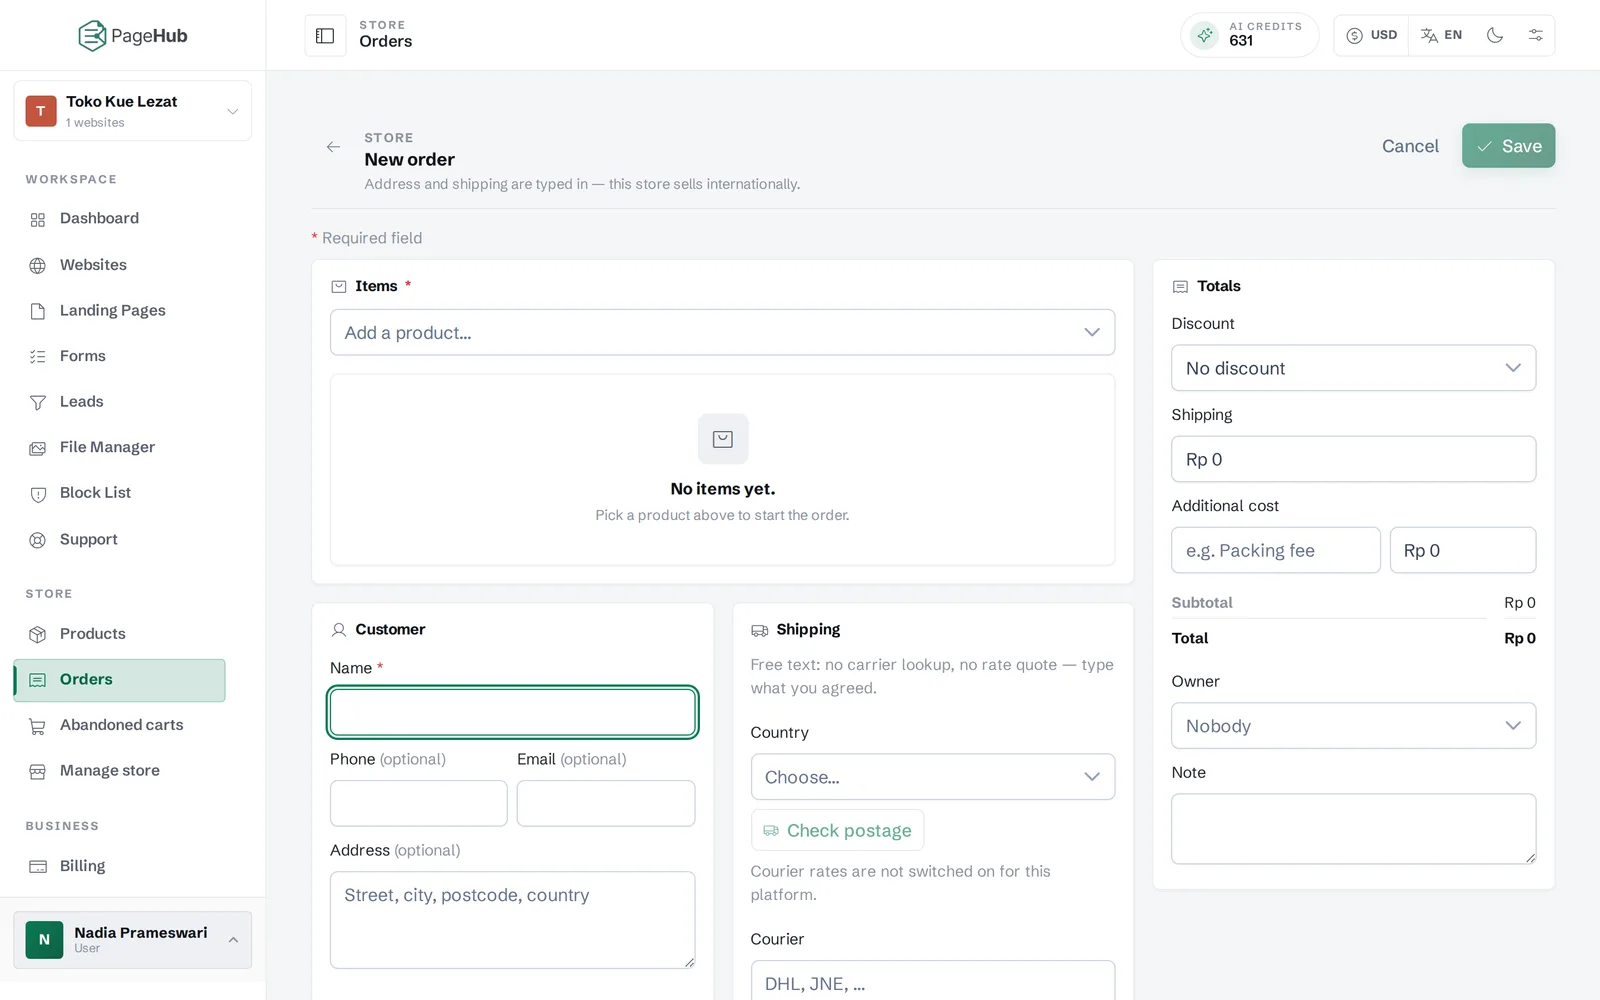 PageHub
STORE
Orders
AI CREDITS
631
USD
EN
T
Toko Kue Lezat
1 websites
WORKSPACE
Dashboard
Websites
Landing Pages
Forms
Leads
File Manager
Block List
Support
STORE
Products
Orders
Abandoned carts
Manage store
BUSINESS
Billing
N
Nadia Prameswari
User
STORE
New order
Address and shipping are typed in — this store sells internationally.
Cancel
Save
* Required field
Items *
Add a product...
No items yet.
Pick a product above to start the order.
Customer
Name *
Phone (optional)
Email (optional)
Address (optional)
Street, city, postcode, country
Shipping
Free text: no carrier lookup, no rate quote — type
what you agreed.
Country
Choose...
Check postage
Courier rates are not switched on for this
platform.
Courier
DHL, JNE, ...
Totals
Discount
No discount
Shipping
Rp 0
Additional cost
e.g. Packing fee
Rp 0
Subtotal
Rp 0
Total
Rp 0
Owner
Nobody
Note